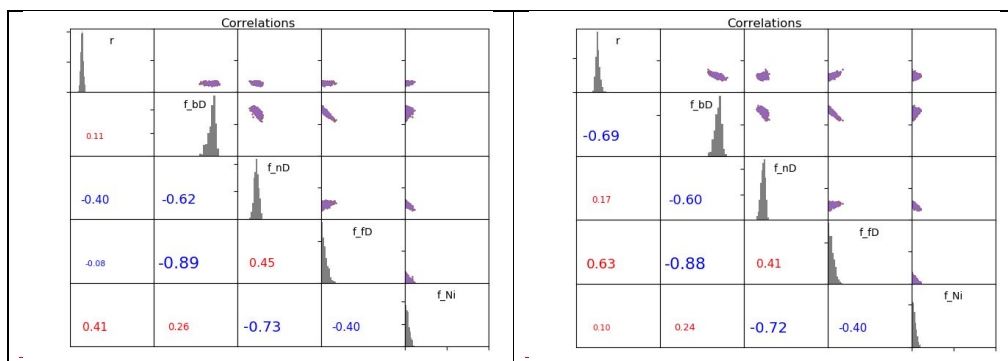 Correlations
r
f_bD
0.11
f_nD
-0.40 -0.62
f_fD
-0.08 -0.89 0.45
f_Ni
0.41 0.26 -0.73 -0.40
Correlations
r
f_bD
-0.69
f_nD
0.17 -0.60
f_fD
0.63 -0.88 0.41
f_Ni
0.10 0.24 -0.72 -0.40